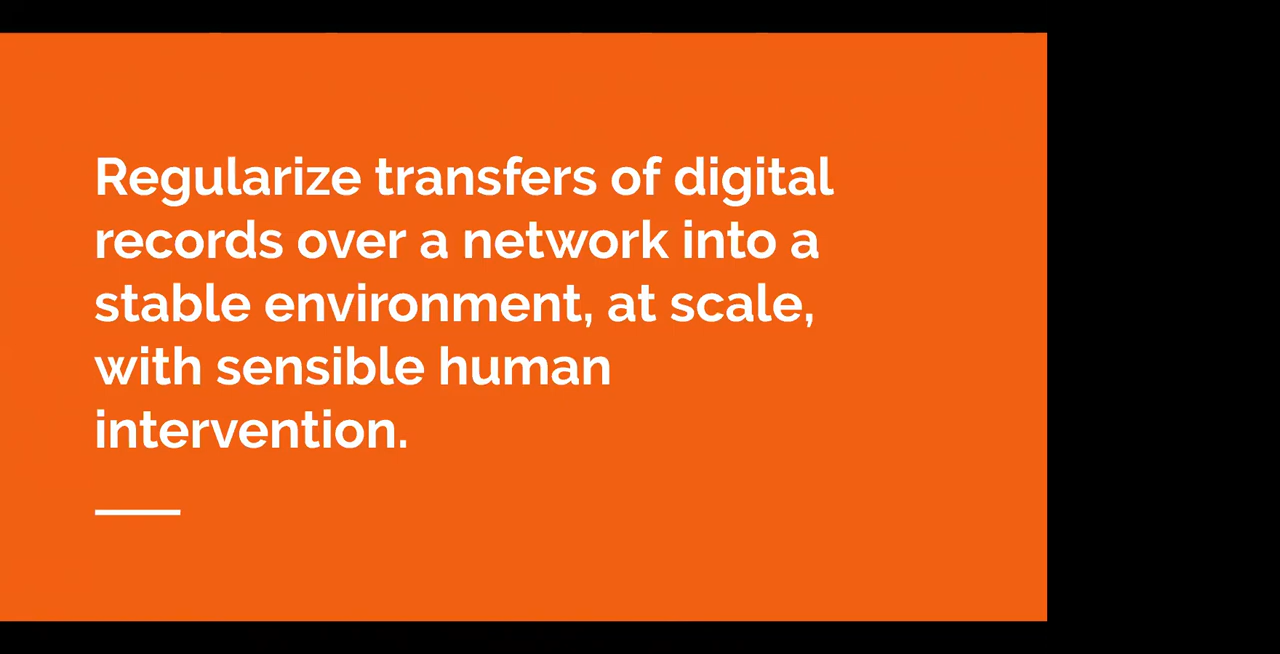 Regularize transfers of digital
records over a network into a
stable environment, at scale,
with sensible human
intervention.